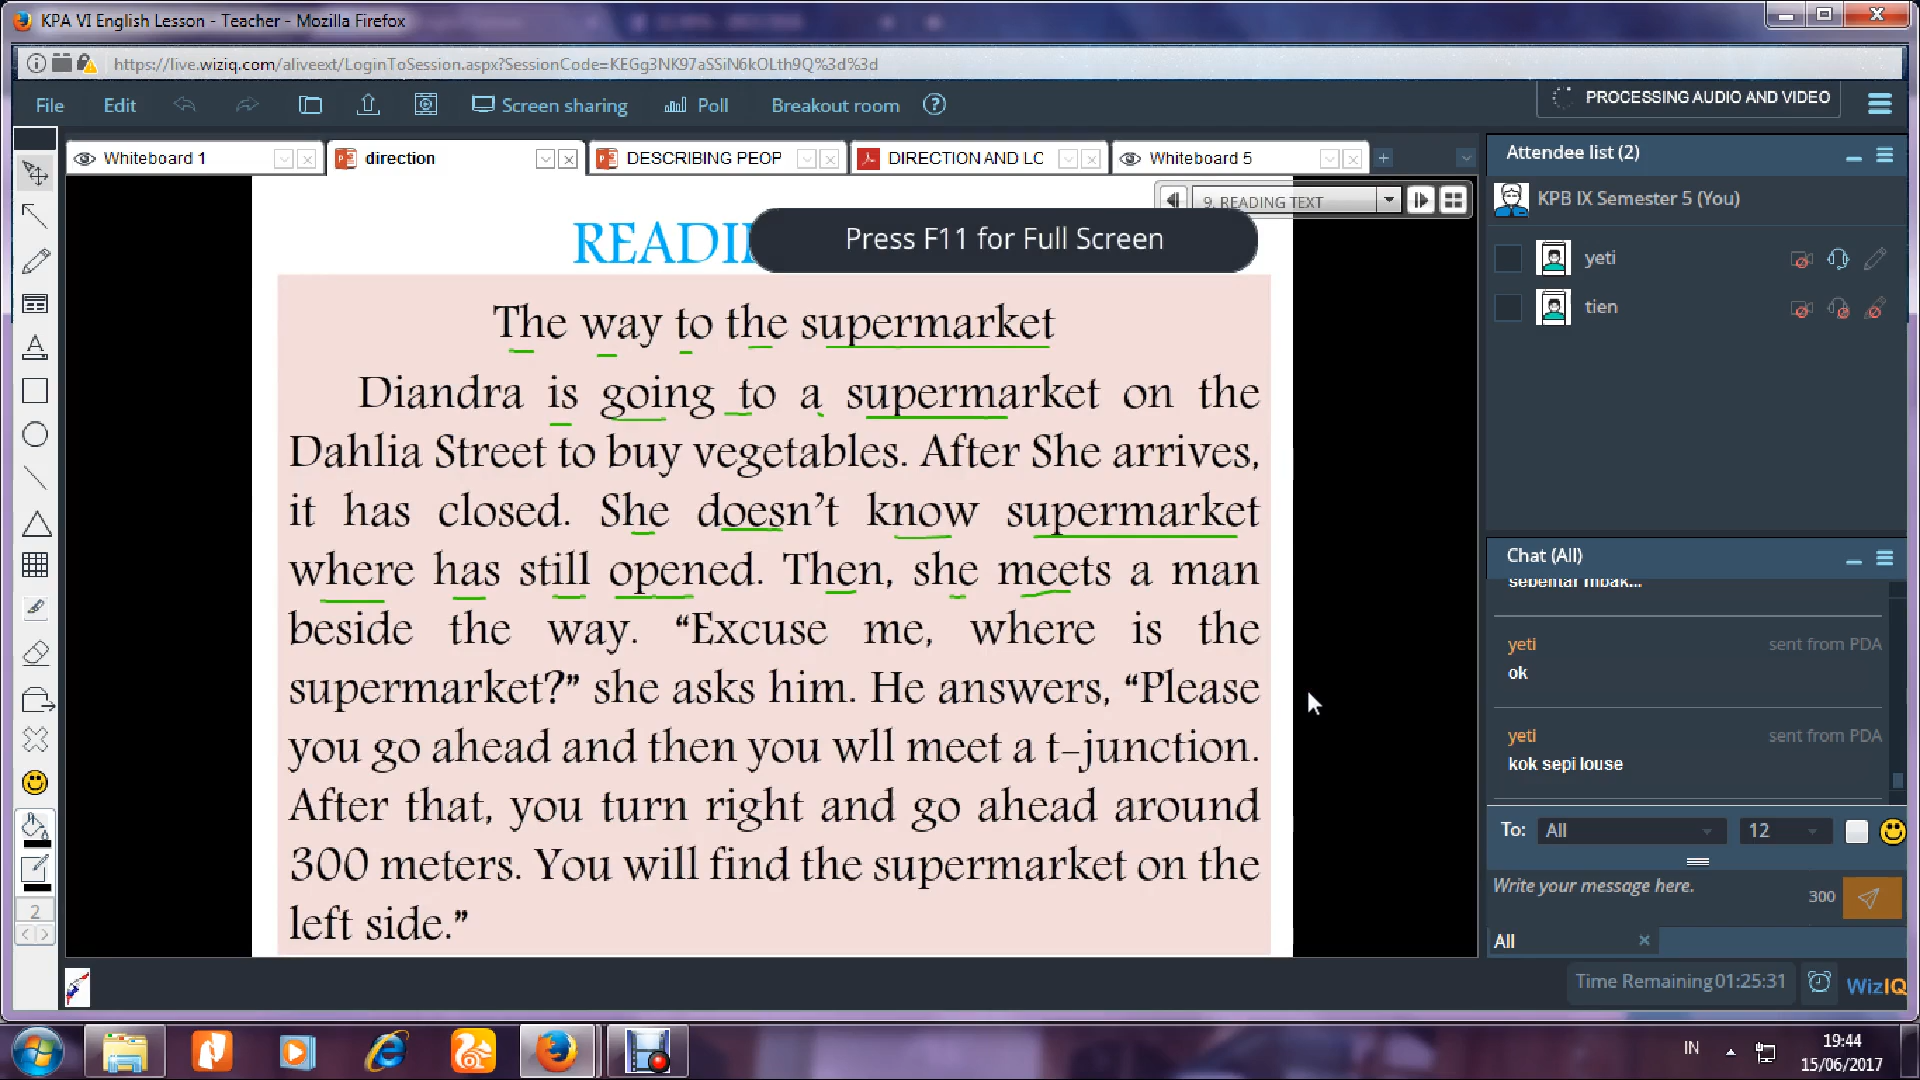 KPA VI English Lesson - Teacher - Mozilla Firefox
https://live.wiziq.com/aliveext/LoginToSession.aspx?SessionCode=KEGg3NK97aSSiN6kOLth9Q%3d%3d
File Edit Screen sharing Poll Breakout room PROCESSING AUDIO AND VIDEO
Whiteboard 1 direction DESCRIBING PEOP DIRECTION AND LC Whiteboard 5
9. READING TEXT
Press F11 for Full Screen
The way to the supermarket
Diandra is going to a supermarket on the
Dahlia Street to buy vegetables. After She arrives,
it has closed. She doesn't know supermarket
where has still opened. Then, she meets a man
beside the way. “Excuse me, where is the
supermarket?” she asks him. He answers, “Please
you go ahead and then you wll meet a t-junction.
After that, you turn right and go ahead around
300 meters. You will find the supermarket on the
left side.”
Attendee list (2)
KPB IX Semester 5 (You)
yeti
tien
Chat (All)
sebentar mbak...
yeti sent from PDA
ok
yeti sent from PDA
kok sepi louse
To: All 12
Write your message here.
300
All
Time Remaining 01:25:31 WizIQ
2
IN
19:44
15/06/2017